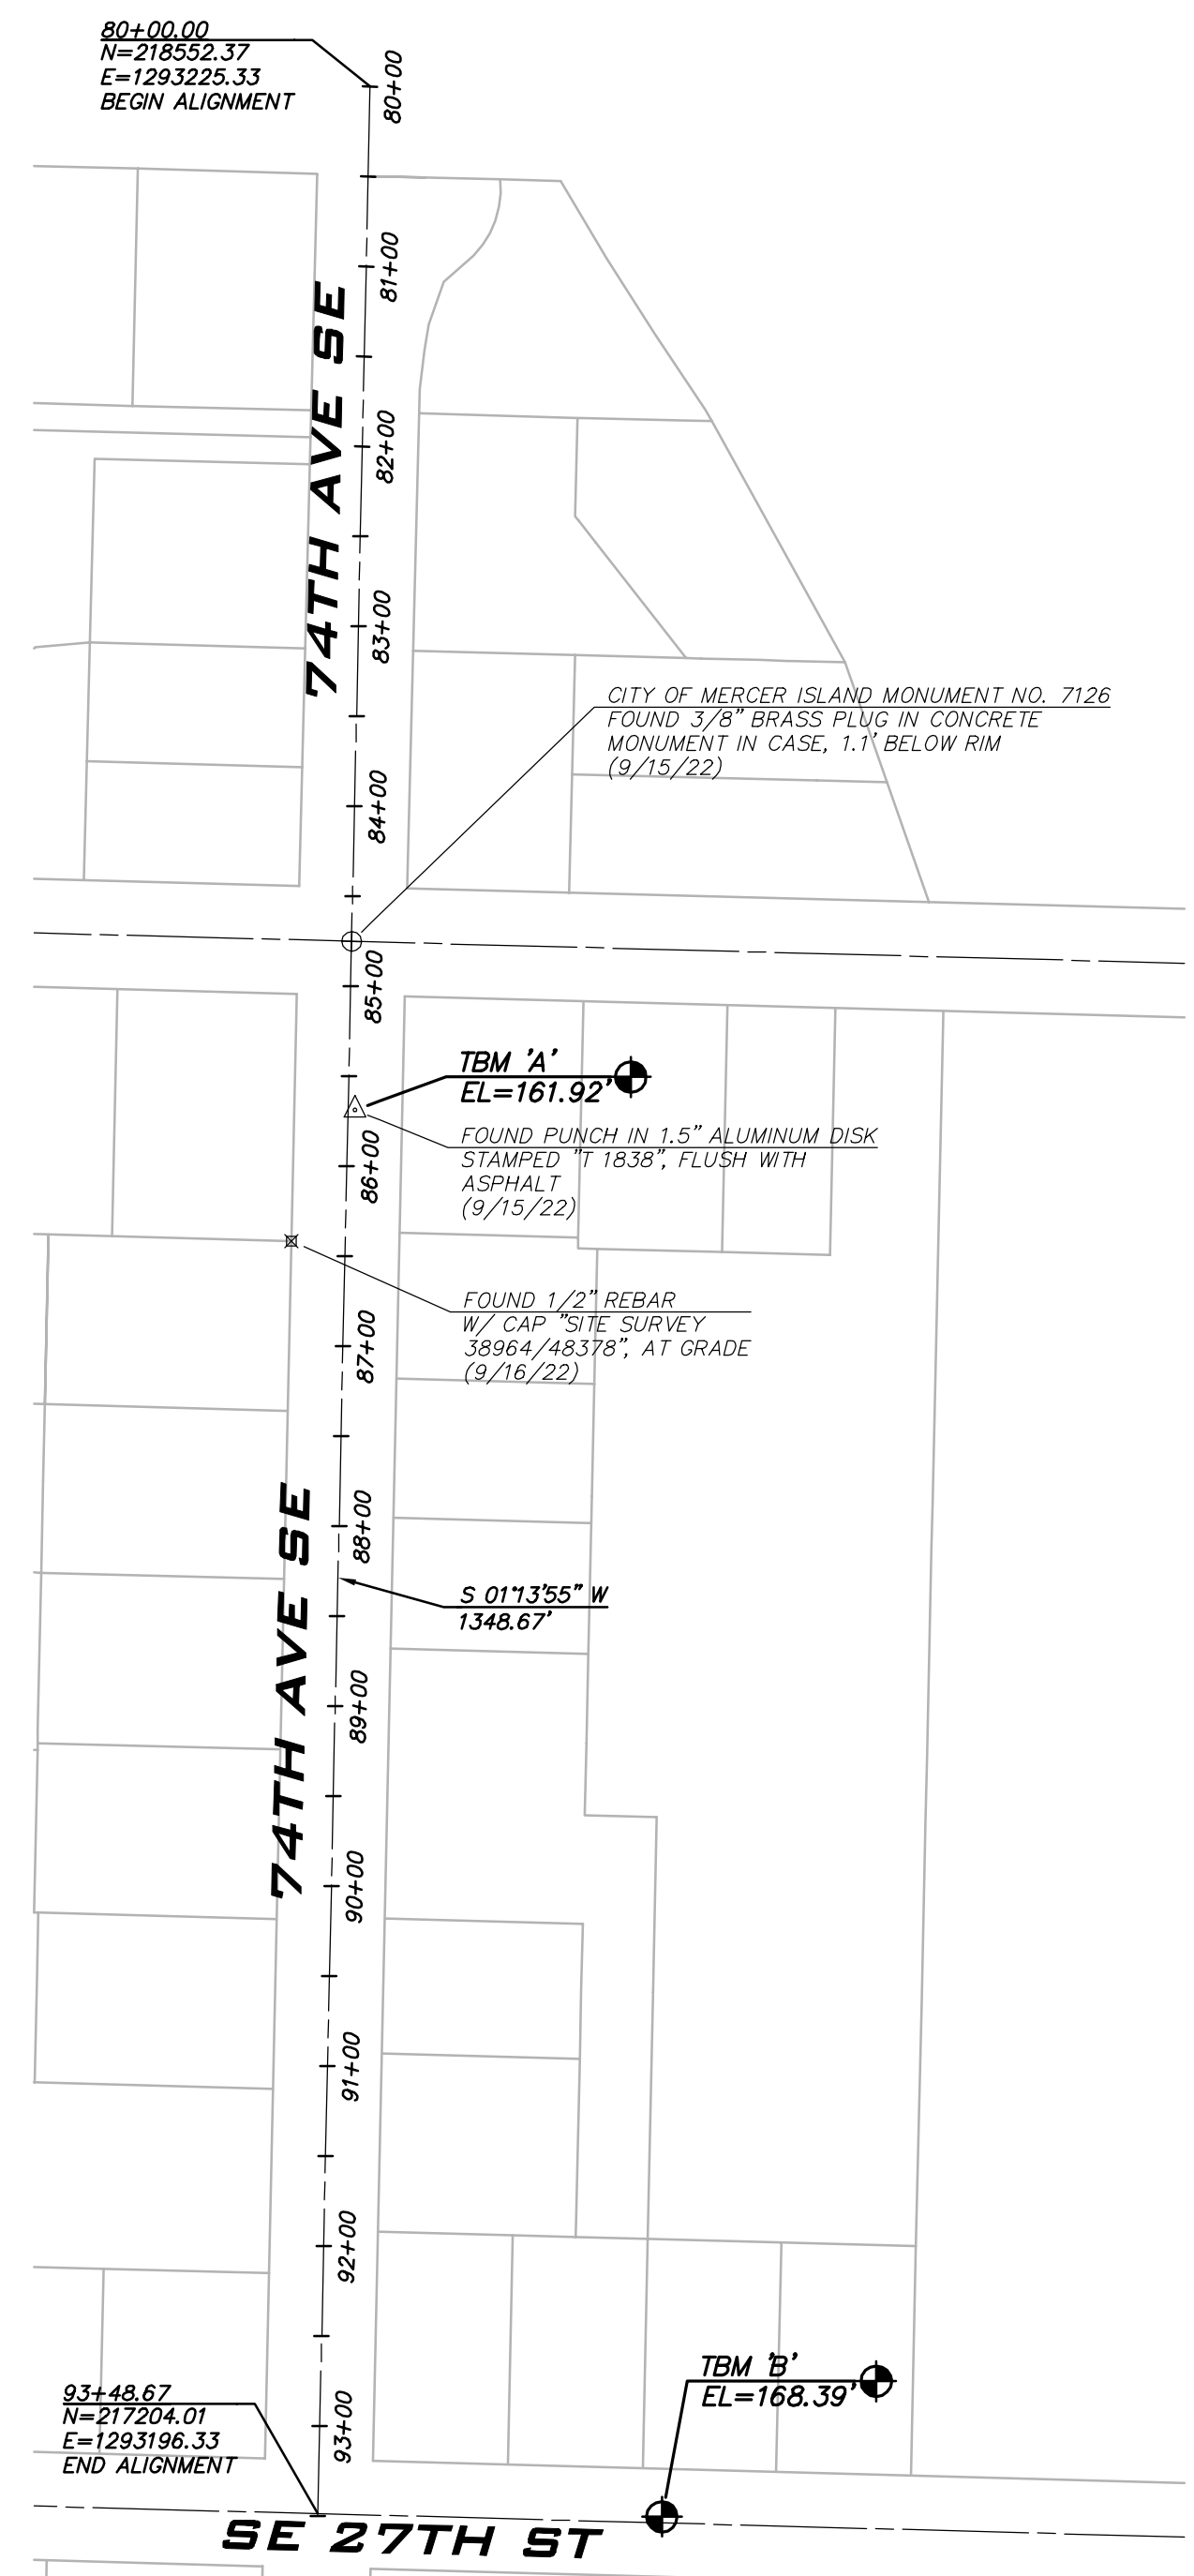 80+00.00
N=218552.37
E=1293225.33
BEGIN ALIGNMENT
80+00
81+00
74TH AVE SE
82+00
83+00
CITY OF MERCER ISLAND MONUMENT NO. 7126
FOUND 3/8" BRASS PLUG IN CONCRETE
MONUMENT IN CASE, 1.1' BELOW RIM
(9/15/22)
84+00
85+00
TBM 'A'
EL=161.92'
FOUND PUNCH IN 1.5" ALUMINUM DISK
STAMPED "T 1838", FLUSH WITH
ASPHALT
(9/15/22)
86+00
FOUND 1/2" REBAR
W/ CAP "SITE SURVEY
38964/48378", AT GRADE
(9/16/22)
87+00
88+00
74TH AVE SE
S 01°13'55" W
1348.67'
89+00
90+00
91+00
92+00
TBM 'B'
EL=168.39'
93+48.67
N=217204.01
E=1293196.33
END ALIGNMENT
93+00
SE 27TH ST